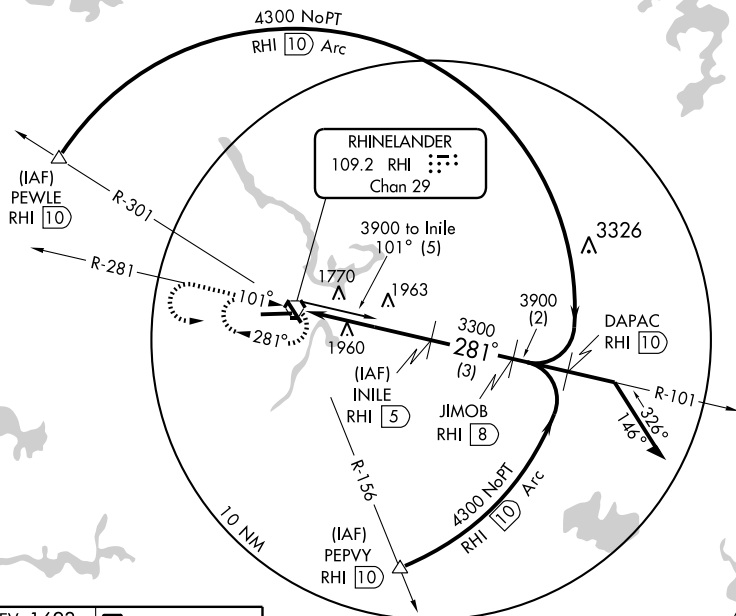 4300 NoPT
RHI 10 Arc
(IAF)
PEWLE
RHI 10
R-301
R-281
RHINELANDER
109.2 RHI
Chan 29
3900 to Inile
101° (5)
3326
1770
1963
1960
101°
281°
3300
281°
(3)
3900
(2)
DAPAC
RHI 10
(IAF)
INILE
RHI 5
JIMOB
RHI 8
R-101
326°
146°
R-156
4300 NoPT
RHI 10 Arc
10 NM
(IAF)
PEPVY
RHI 10